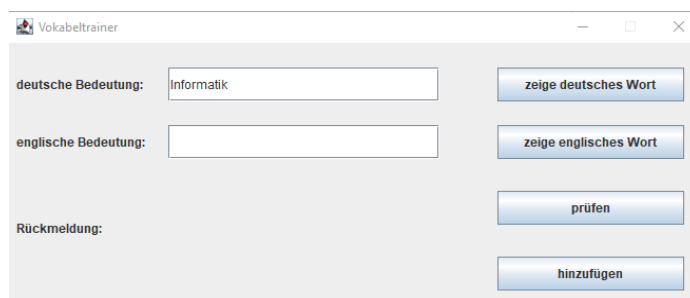 Vokabeltrainer
deutsche Bedeutung: Informatik zeige deutsches Wort
englische Bedeutung: zeige englisches Wort
prüfen
Rückmeldung:
hinzufügen